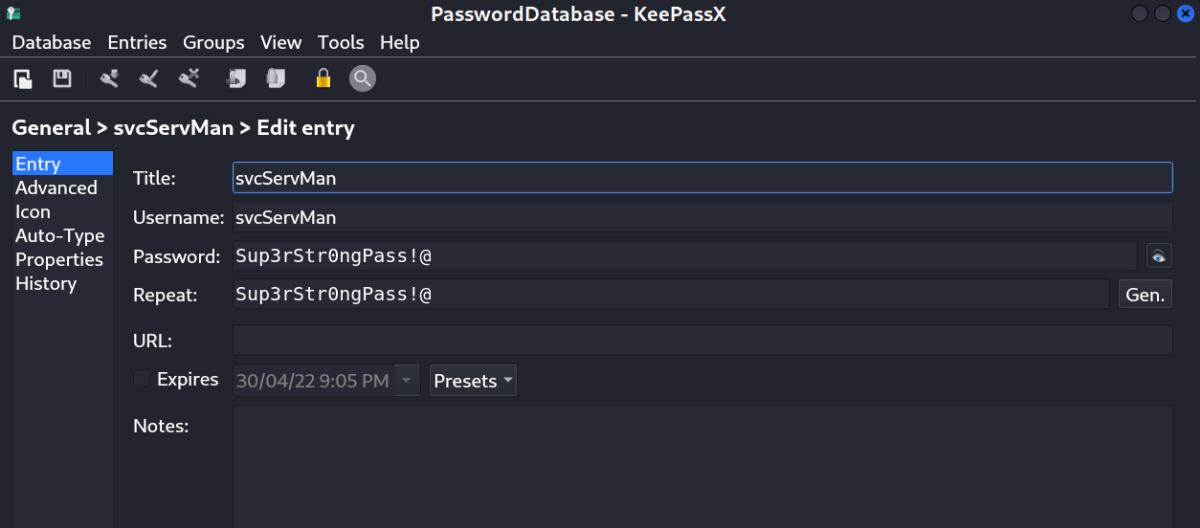 PasswordDatabase - KeePassX
Database Entries Groups View Tools Help
General > svcServMan > Edit entry
Entry
Advanced
Icon
Auto-Type
Properties
History
Title: svcServMan
Username: svcServMan
Password: Sup3rStr0ngPass!@
Repeat: Sup3rStr0ngPass!@ Gen.
URL:
Expires 30/04/22 9:05 PM Presets
Notes: